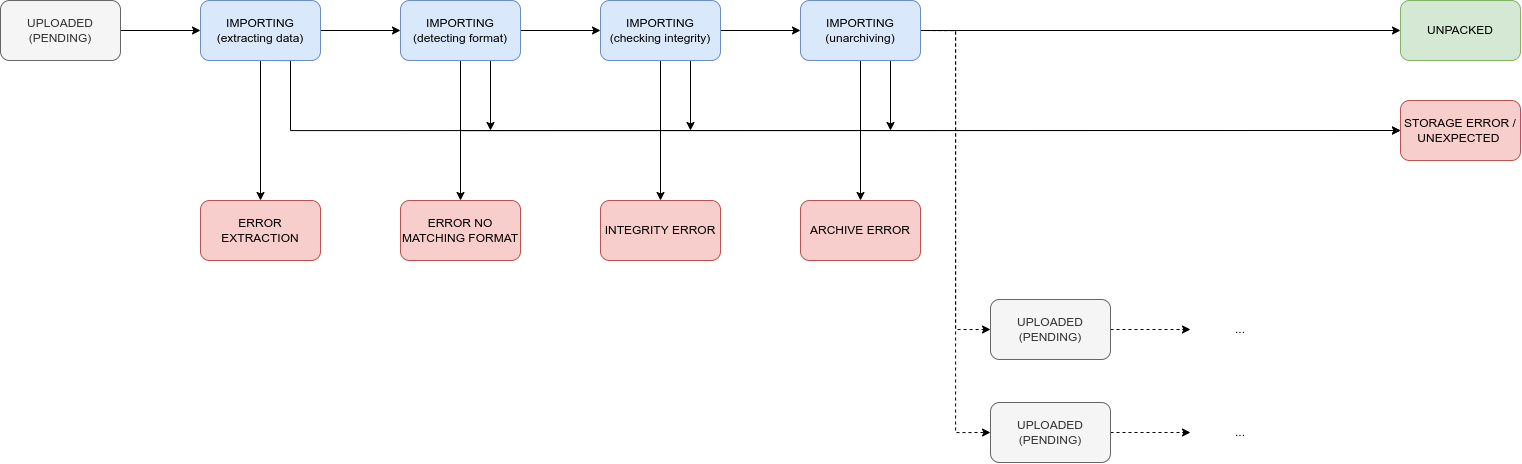 UPLOADED
(PENDING)
IMPORTING
(extracting data)
IMPORTING
(detecting format)
IMPORTING
(checking integrity)
IMPORTING
(unarchiving)
UNPACKED
STORAGE ERROR /
UNEXPECTED
ERROR
EXTRACTION
ERROR NO
MATCHING FORMAT
INTEGRITY ERROR
ARCHIVE ERROR
UPLOADED
(PENDING)
...
UPLOADED
(PENDING)
...